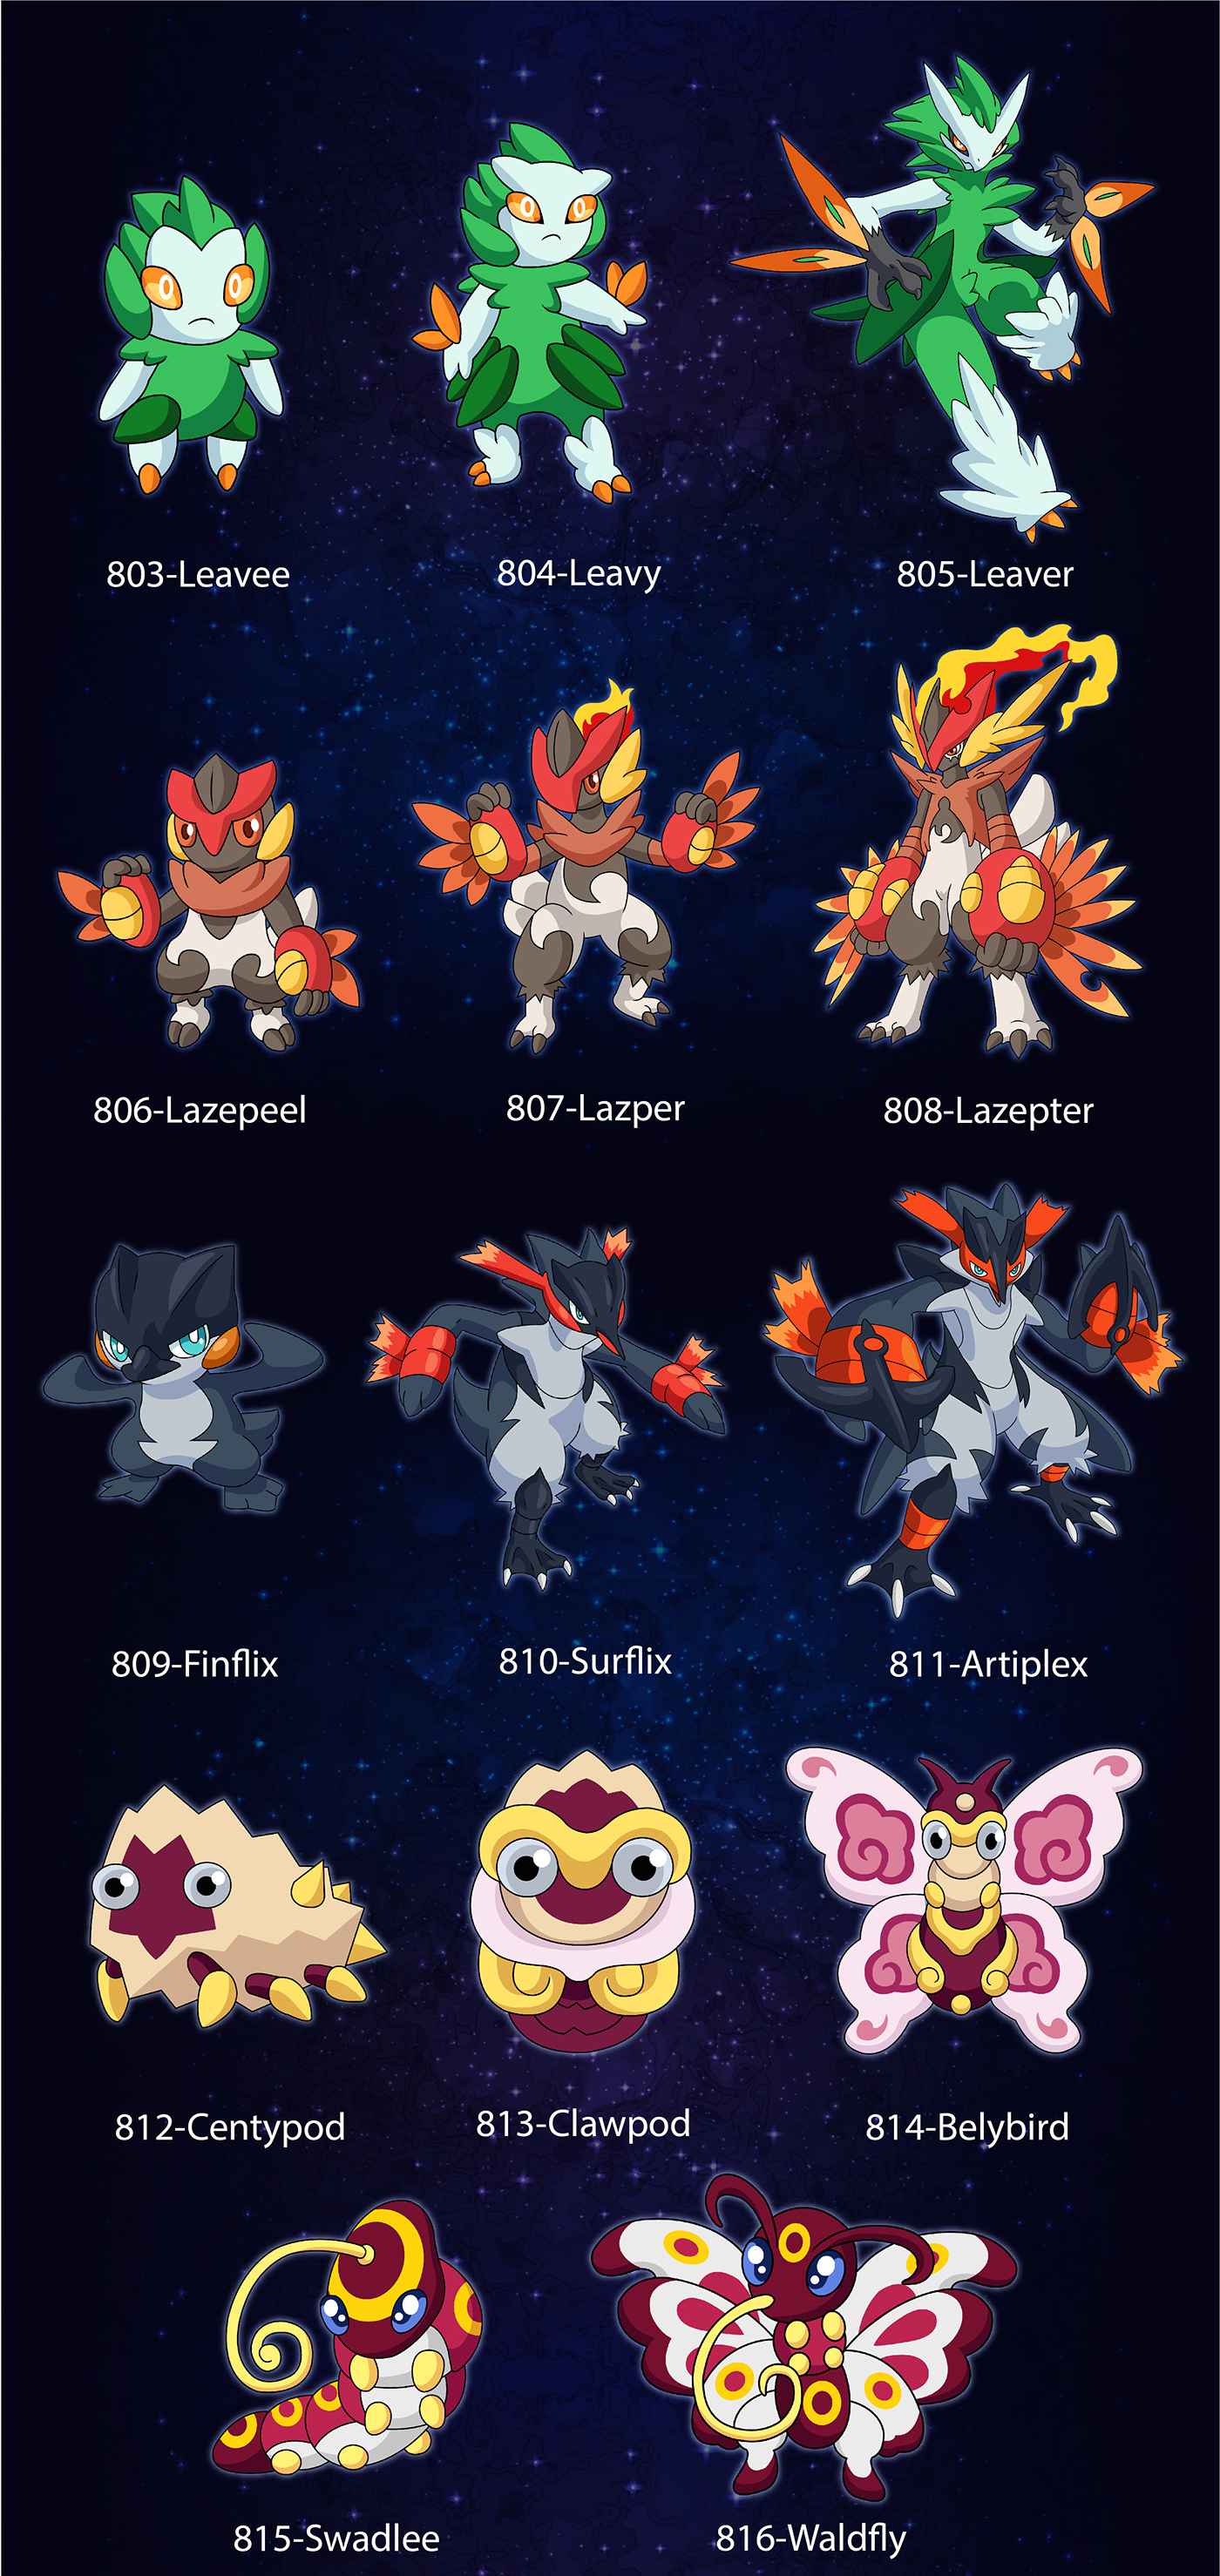 803-Leavee
804-Leavy
805-Leaver
806-Lazepeel
807-Lazper
808-Lazepter
809-Finflix
810-Surflix
811-Artiplex
812-Centypod
813-Clawpod
814-Belybird
815-Swadlee
816-Waldfly